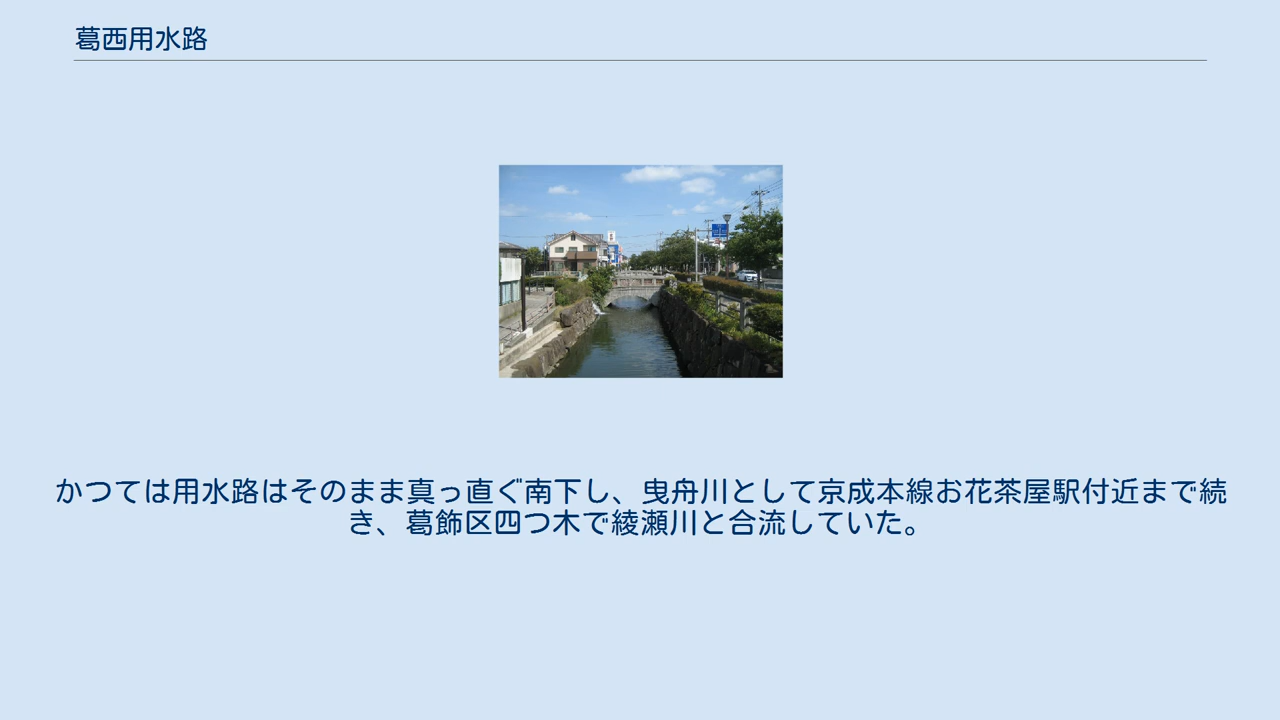 葛西用水路
かつては用水路はそのまま真っ直ぐ南下し、曳舟川として京成本線お花茶屋駅付近まで続
き、葛飾区四つ木で綾瀬川と合流していた。